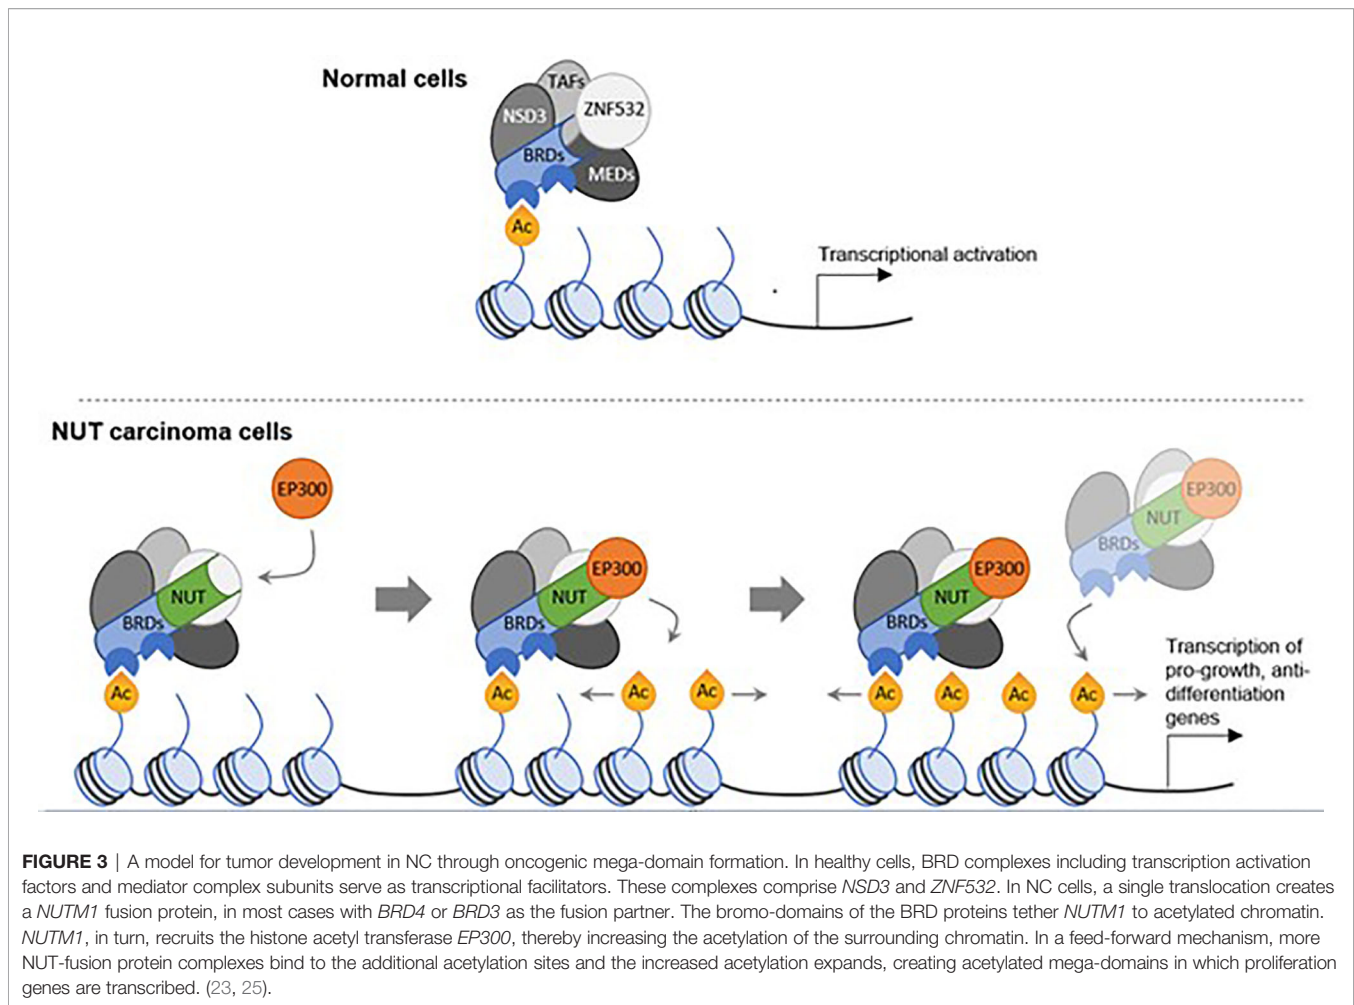 Normal cells
TAFs
NSD3
ZNF532
BRDs
MEDs
Ac
Transcriptional activation
NUT carcinoma cells
EP300
NUT
BRDs
Ac
EP300
NUT
BRDs
Ac
Ac
Ac
EP300
NUT
BRDs
Ac
Ac
Ac
Ac
EP300
NUT
BRDs
Transcription of
pro-growth, anti-
differentiation
genes
FIGURE 3 | A model for tumor development in NC through oncogenic mega-domain formation. In healthy cells, BRD complexes including transcription activation
factors and mediator complex subunits serve as transcriptional facilitators. These complexes comprise NSD3 and ZNF532. In NC cells, a single translocation creates
a NUTM1 fusion protein, in most cases with BRD4 or BRD3 as the fusion partner. The bromo-domains of the BRD proteins tether NUTM1 to acetylated chromatin.
NUTM1, in turn, recruits the histone acetyl transferase EP300, thereby increasing the acetylation of the surrounding chromatin. In a feed-forward mechanism, more
NUT-fusion protein complexes bind to the additional acetylation sites and the increased acetylation expands, creating acetylated mega-domains in which proliferation
genes are transcribed. (23, 25).